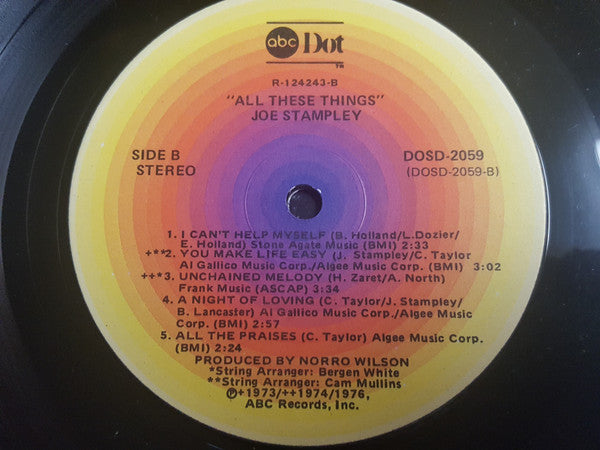 abc Dot
TM
R-124243-B
"ALL THESE THINGS"
JOE STAMPLEY
SIDE B
STEREO
DOSD-2059
(DOSD-2059-B)
1. I CAN'T HELP MYSELF (B. Holland/L.Dozier/
E. Holland) Stone Agate Music (BMI) 2:33
+**2. YOU MAKE LIFE EASY (J. Stampley/C. Taylor
Al Gallico Music Corp./Algee Music Corp. (BMI) 3:02
++*3. UNCHAINED MELODY (H. Zaret/A. North)
Frank Music (ASCAP) 3:34
4. A NIGHT OF LOVING (C. Taylor/J. Stampley/
B. Lancaster) Al Gallico Music Corp./Algee Music
Corp. (BMI) 2:57
5. ALL THE PRAISES (C. Taylor) Algee Music Corp.
(BMI) 2:24
PRODUCED BY NORRO WILSON
*String Arranger: Bergen White
**String Arranger: Cam Mullins
℗+1973/++1974/1976,
ABC Records, Inc.